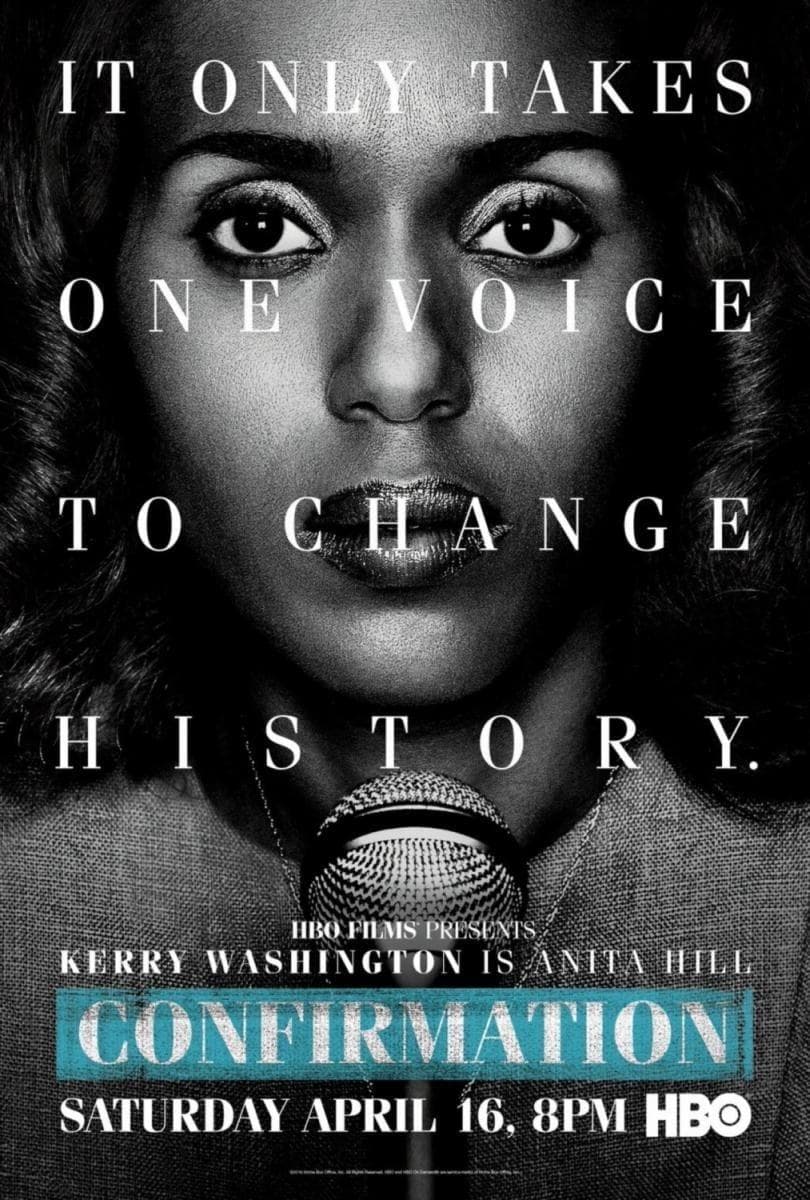 IT ONLY TAKES
ONE VOICE
TO CHANGE
HISTORY.
HBO FILMS PRESENTS
KERRY WASHINGTON IS ANITA HILL
CONFIRMATION
SATURDAY APRIL 16, 8PM HBO